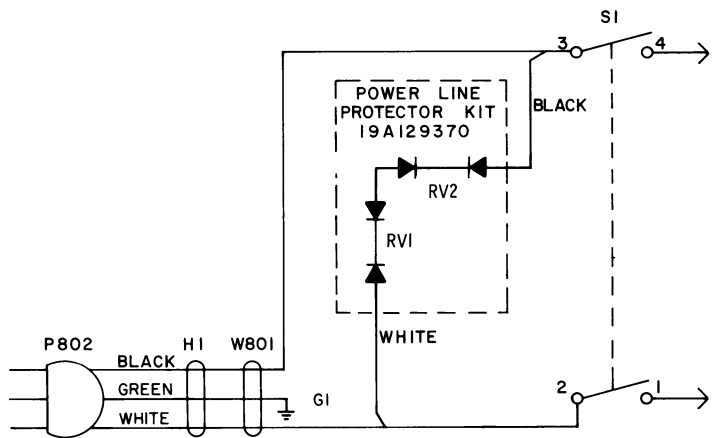 S1
3
4
POWER LINE
PROTECTOR KIT
19A129370
BLACK
RV2
RV1
WHITE
P802
H1
W801
BLACK
GREEN
G1
WHITE
2
1